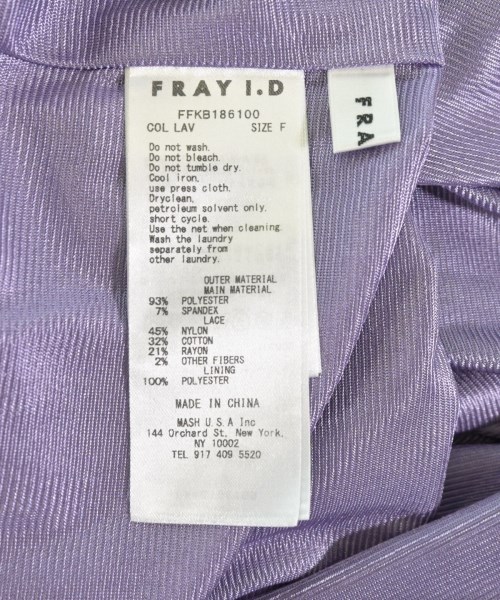 FRAY I.D
FFKB186100
COL LAV SIZE F
Do not wash.
Do not bleach.
Do not tumble dry.
Cool iron.
use press cloth.
Dryclean.
petroleum solvent only.
short cycle.
Use the net when cleaning.
Wash the laundry
separately from
other laundry.
OUTER MATERIAL
MAIN MATERIAL
93% POLYESTER
7% SPANDEX
LACE
45% NYLON
32% COTTON
21% RAYON
2% OTHER FIBERS
LINING
100% POLYESTER
MADE IN CHINA
MASH U.S.A Inc
144 Orchard St. New York.
NY 10002
TEL 917 409 5520
FRA